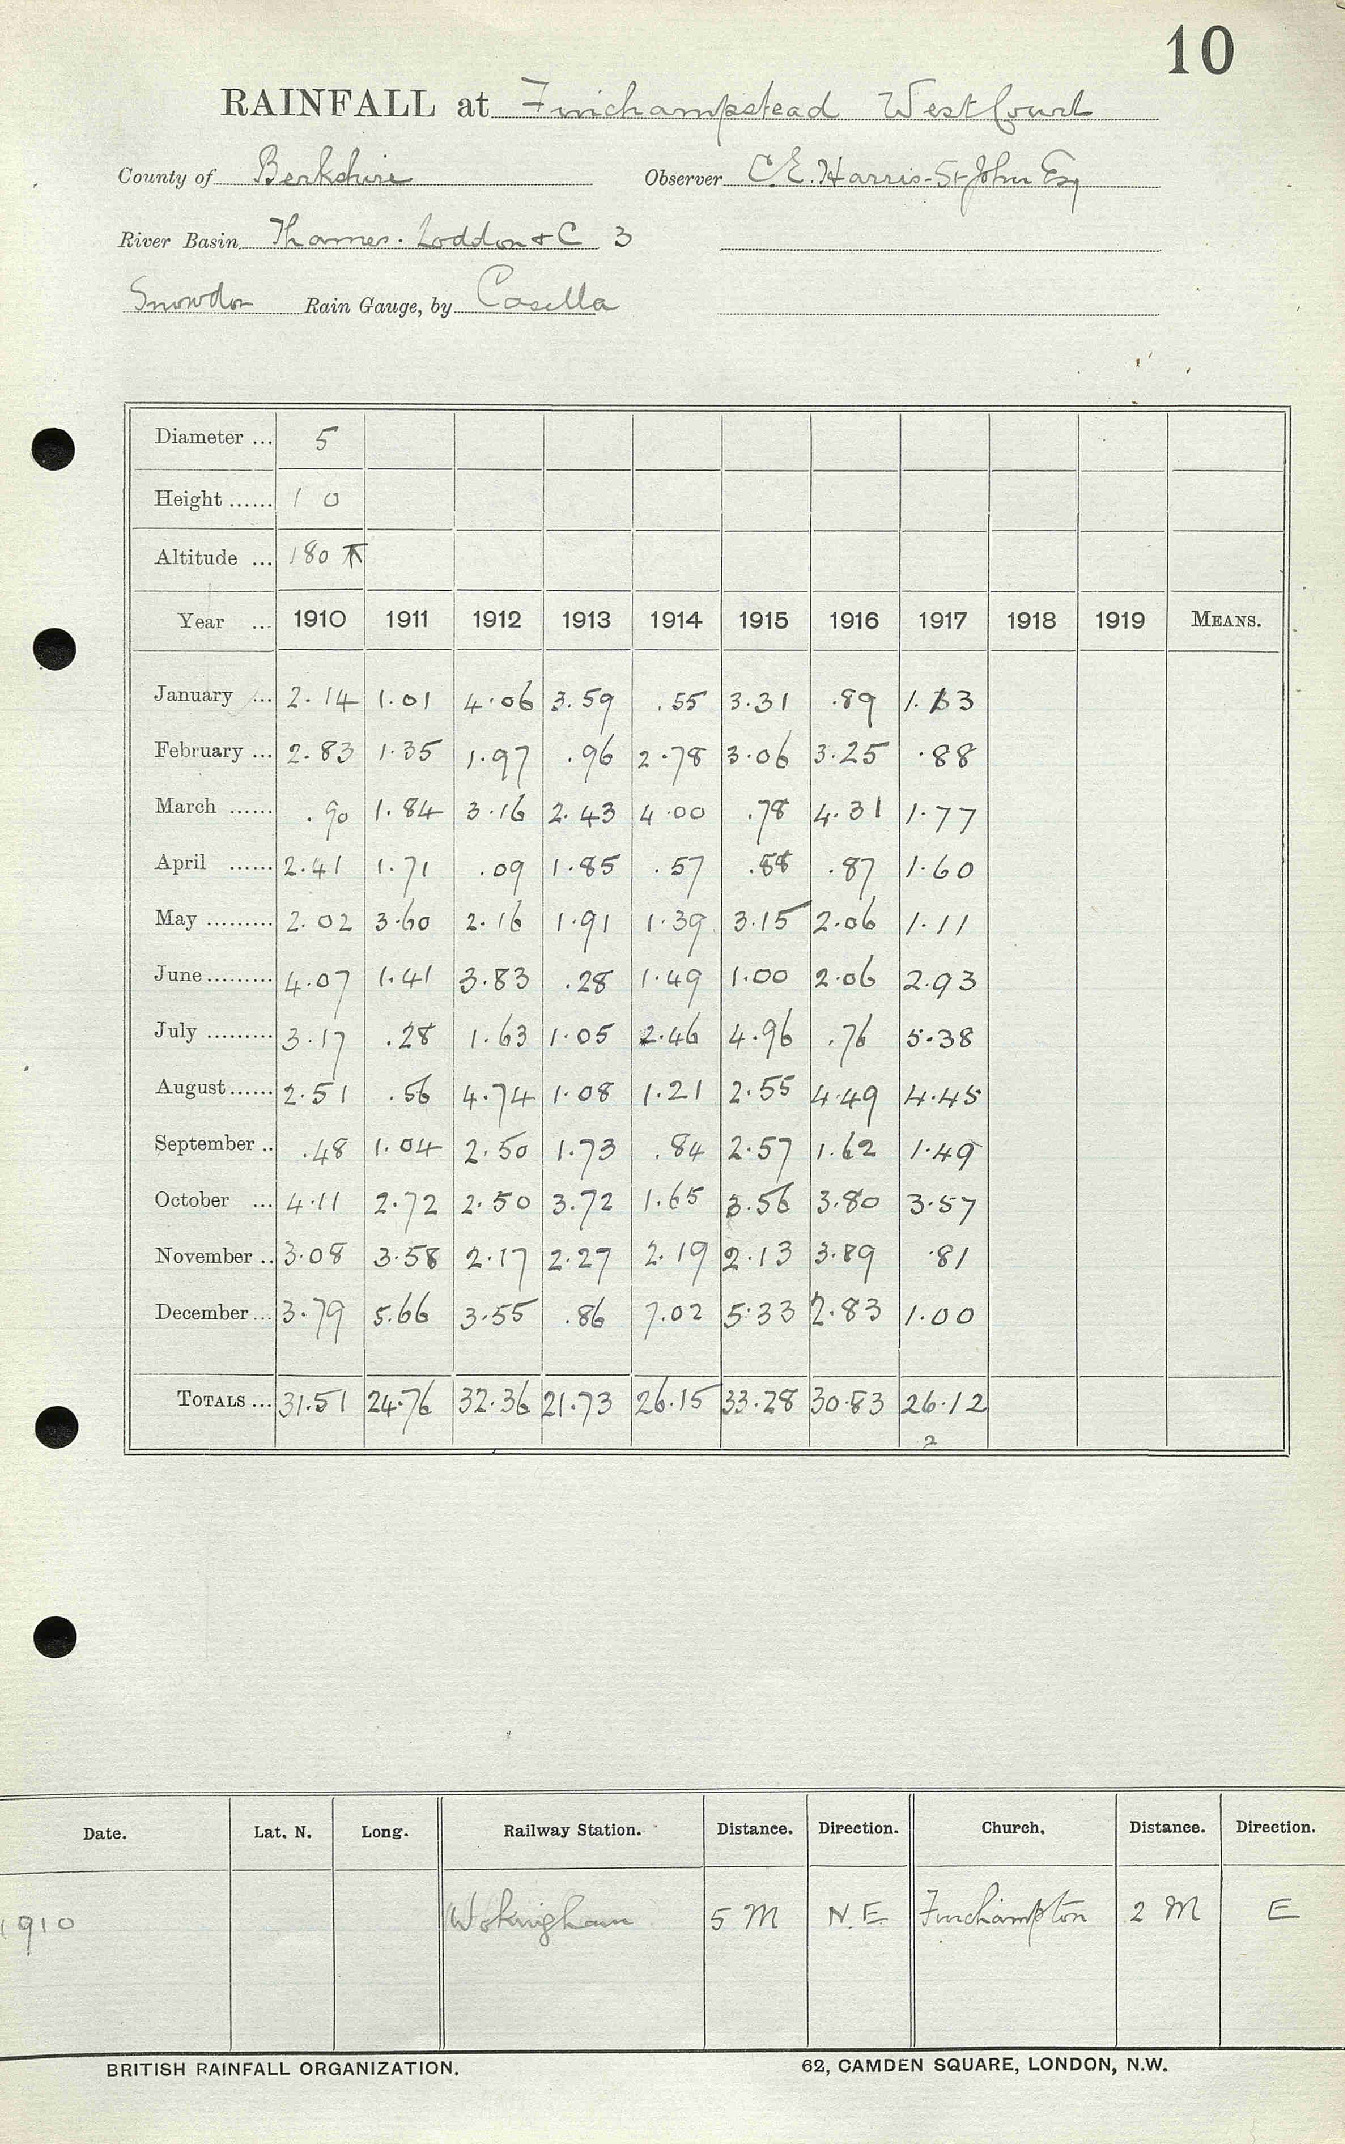 10
RAINFALL at Finchampstead West Court
County of Berkshire Observer C.E. Harris-St John Esq
River Basin Thames. Loddon & C 3
Snowdon Rain Gauge, by Casella
Diameter ... 5
Height ...... 1 0
Altitude ... 180 ⊼
Year ... 1910 1911 1912 1913 1914 1915 1916 1917 1918 1919 MEANS.
January ... 2.14 1.01 4.06 3.59 .55 3.31 .89 1.13
February ... 2.83 1.35 1.97 .96 2.78 3.06 3.25 .88
March ...... .90 1.84 3.16 2.43 4.00 .78 4.31 1.77
April ...... 2.41 1.71 .09 1.85 .57 .88 .87 1.60
May ......... 2.02 3.60 2.16 1.91 1.39 3.15 2.06 1.11
June ......... 4.07 1.41 3.83 .28 1.49 1.00 2.06 2.93
July ......... 3.17 .28 1.63 1.05 2.46 4.96 .76 5.38
August ...... 2.51 .56 4.74 1.08 1.21 2.55 4.49 4.45
September .. .48 1.04 2.50 1.73 .84 2.57 1.62 1.49
October ... 4.11 2.72 2.50 3.72 1.65 3.56 3.80 3.57
November .. 3.08 3.58 2.17 2.27 2.19 2.13 3.89 .81
December ... 3.79 5.66 3.55 .86 7.02 5.33 2.83 1.00
TOTALS ... 31.51 24.76 32.36 21.73 26.15 33.28 30.83 26.12
2
Date. Lat. N. Long. Railway Station. Distance. Direction. Church. Distance. Direction.
1910 Wokingham 5 M N.E. Finchampton 2 M E
BRITISH RAINFALL ORGANIZATION. 62, CAMDEN SQUARE, LONDON, N.W.